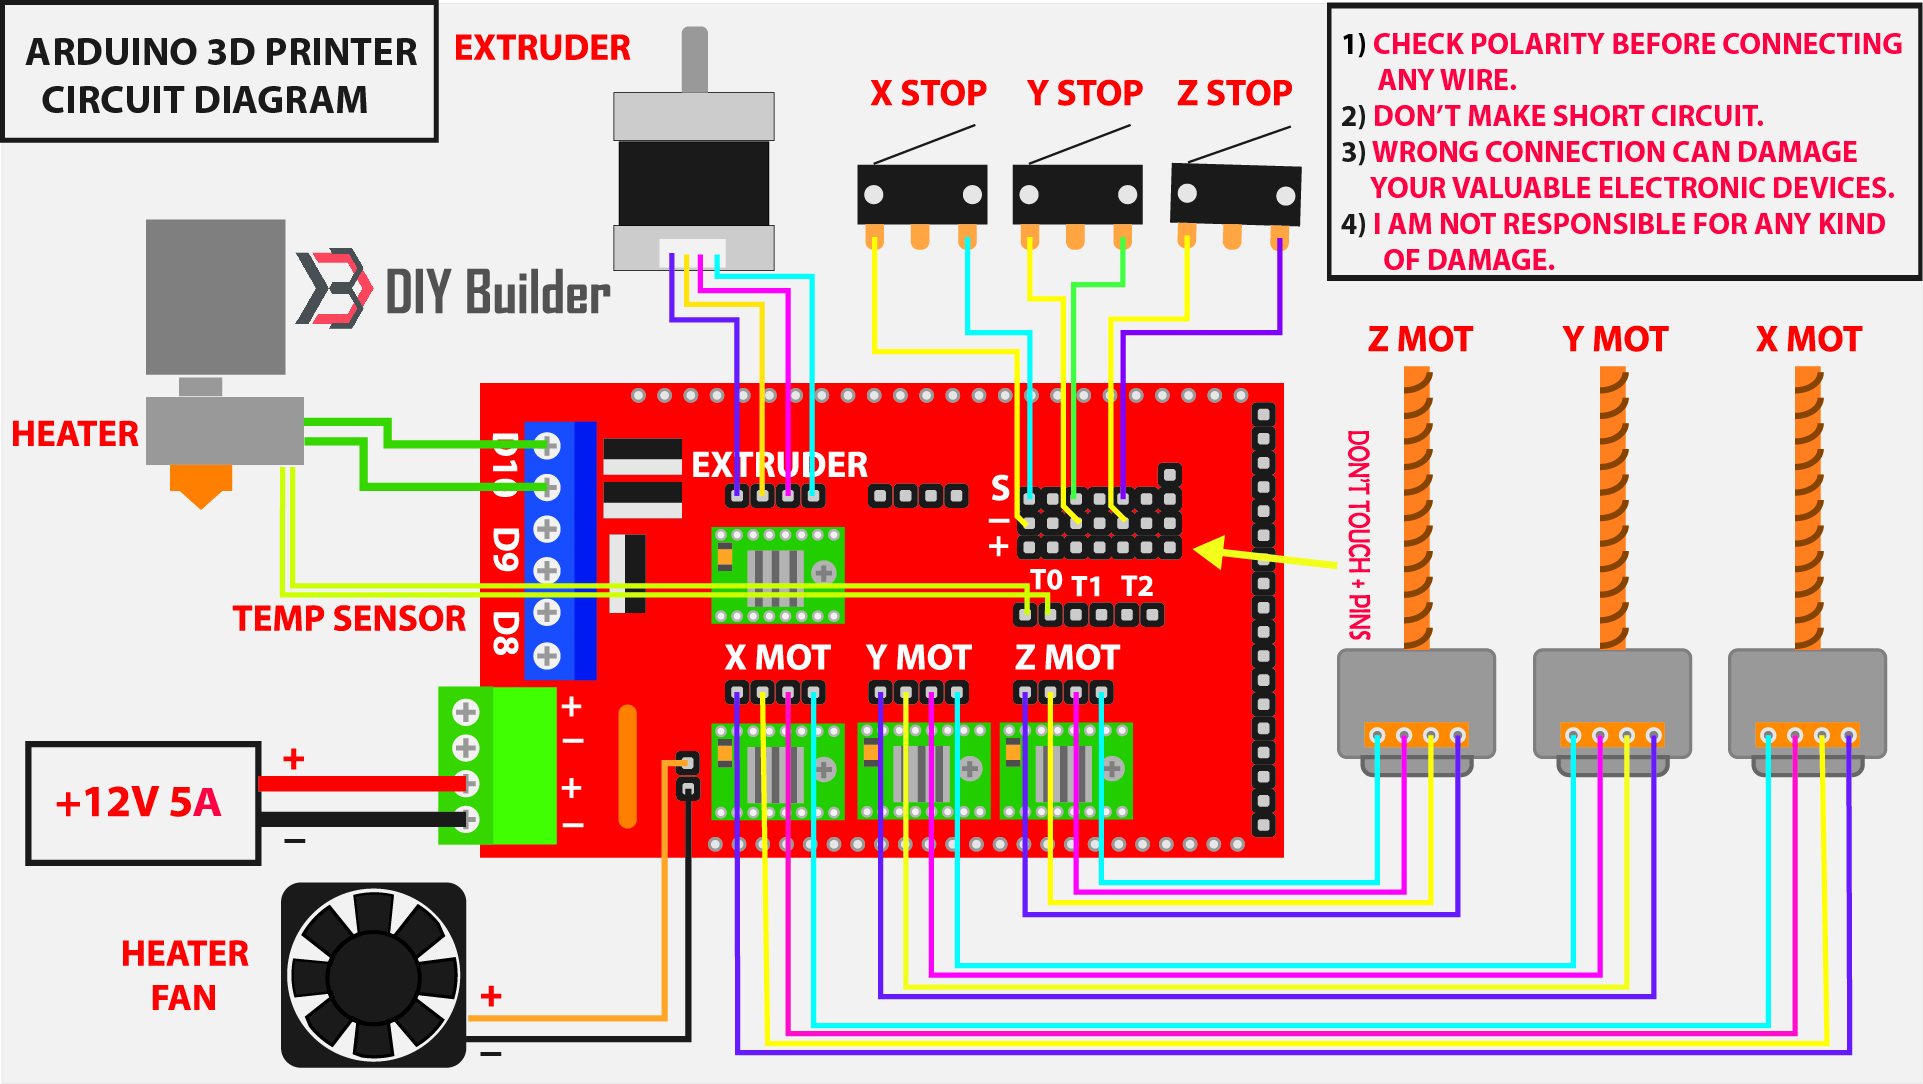 ARDUINO 3D PRINTER
CIRCUIT DIAGRAM
EXTRUDER
X STOP
Y STOP
Z STOP
1) CHECK POLARITY BEFORE CONNECTING
ANY WIRE.
2) DON'T MAKE SHORT CIRCUIT.
3) WRONG CONNECTION CAN DAMAGE
YOUR VALUABLE ELECTRONIC DEVICES.
4) I AM NOT RESPONSIBLE FOR ANY KIND
OF DAMAGE.
DIY Builder
Z MOT
Y MOT
X MOT
HEATER
D10
D9
D8
EXTRUDER
S
−
+
T0
T1
T2
DON'T TOUCH + PINS
TEMP SENSOR
X MOT
Y MOT
Z MOT
+
−
+
−
+
+12V 5A
−
HEATER
FAN
+
−